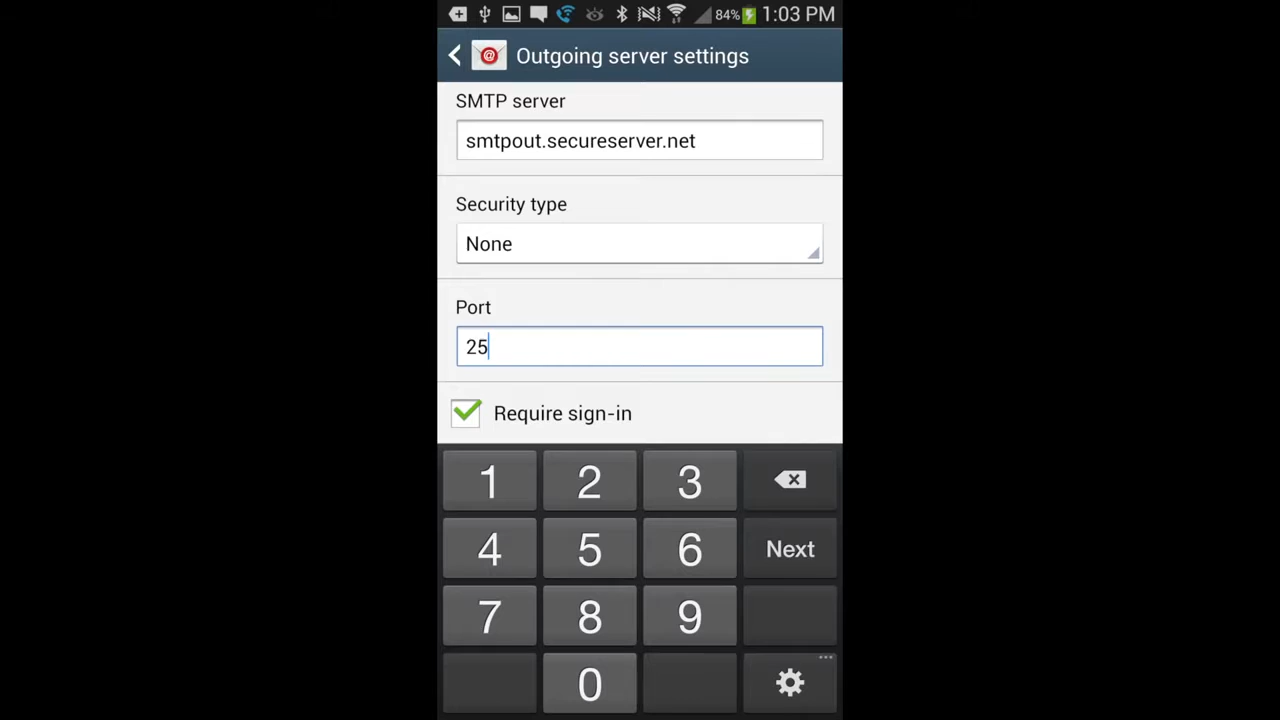 84% 1:03 PM
@ Outgoing server settings
SMTP server
smtpout.secureserver.net
Security type
None
Port
25
Require sign-in
1 2 3
4 5 6 Next
7 8 9
0